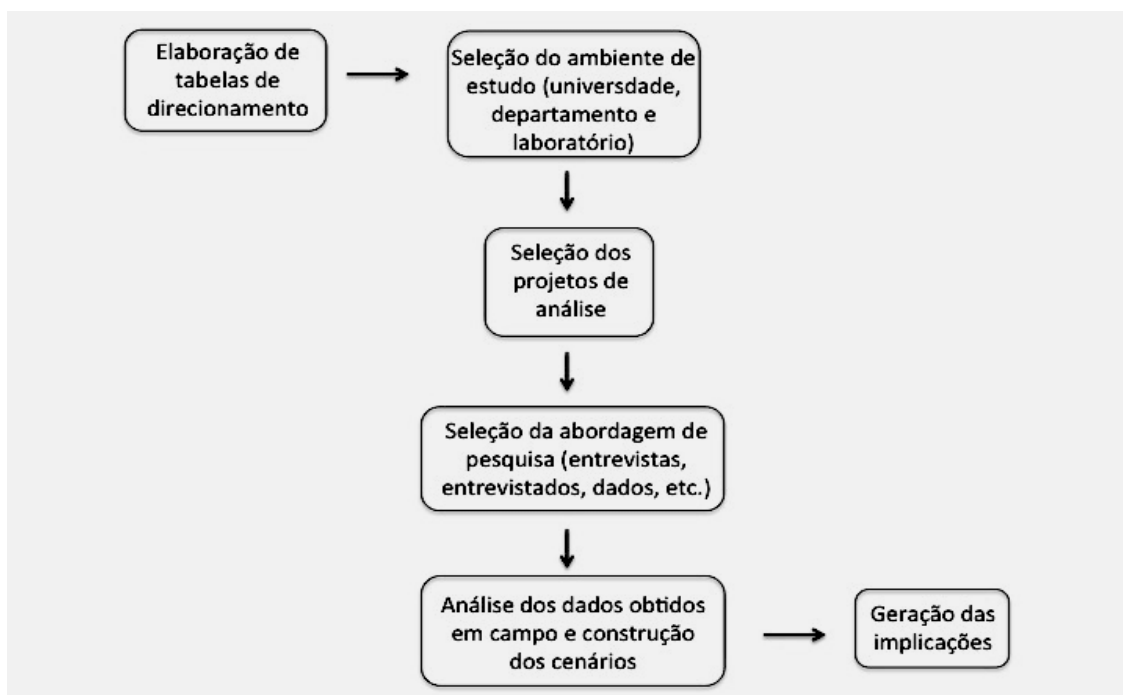 Elaboração de
tabelas de
direcionamento
Seleção do ambiente de
estudo (universdade,
departamento e
laboratório)
Seleção dos
projetos de
análise
Seleção da abordagem de
pesquisa (entrevistas,
entrevistados, dados, etc.)
Análise dos dados obtidos
em campo e construção
dos cenários
Geração das
implicações